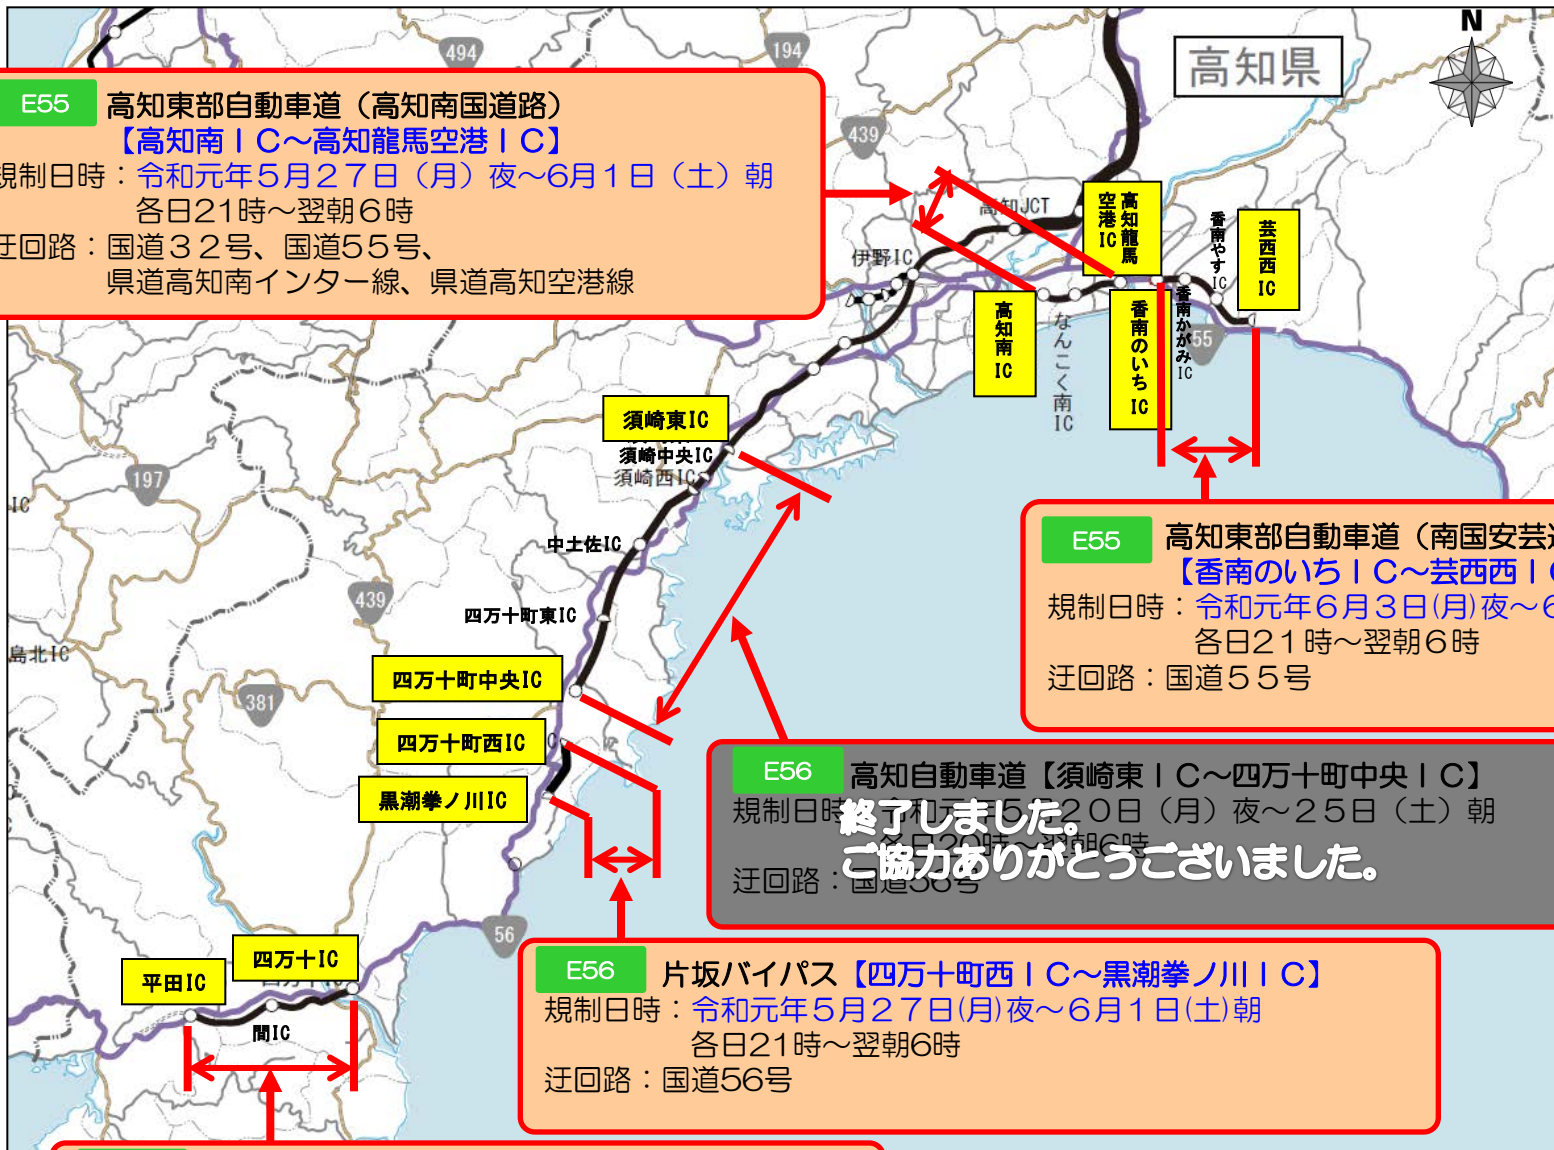 494
194
高知県
N
E55 高知東部自動車道（高知南国道路）
【高知南ＩＣ～高知龍馬空港ＩＣ】
規制日時：令和元年５月２７日（月）夜～6月１日（土）朝
各日21時～翌朝６時
迂回路：国道３２号、国道55号、
県道高知南インター線、県道高知空港線
439
高知JCT
伊野IC
高知龍馬空港IC
香南やすIC
芸西西IC
高知南IC
なんこく南IC
香南のいちIC
香南かがみIC
55
須崎東IC
須崎中央IC
須崎西IC
197
IC
中土佐IC
439
四万十町東IC
島北IC
四万十町中央IC
381
四万十町西IC
黒潮拳ノ川IC
E55 高知東部自動車道（南国安芸
【香南のいちＩＣ～芸西西ＩＣ
規制日時：令和元年６月３日(月)夜～6
各日２１時～翌朝６時
迂回路：国道５５号
E56 高知自動車道【須崎東ＩＣ～四万十町中央ＩＣ】
規制日時：令和元年5月２０日（月）夜～２５日（土）朝
各日20時～翌朝6時
迂回路：国道56号
終了しました。
ご協力ありがとうございました。
56
E56 片坂バイパス【四万十町西ＩＣ～黒潮拳ノ川ＩＣ】
規制日時：令和元年５月２７日(月)夜～６月１日(土)朝
各日21時～翌朝6時
迂回路：国道56号
四万十IC
平田IC
間IC